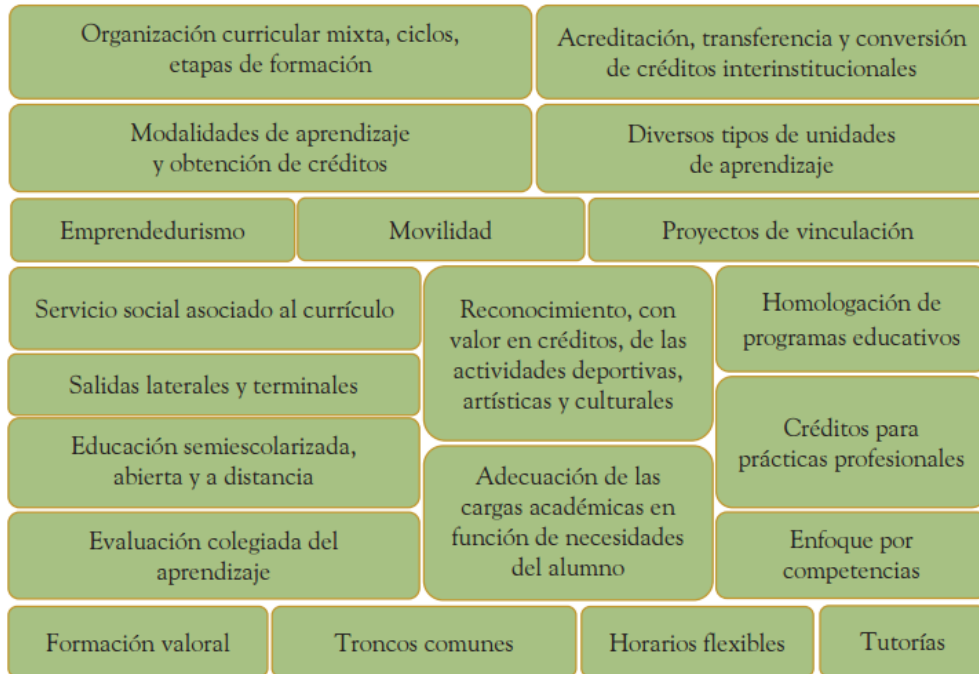 Organización curricular mixta, ciclos,
etapas de formación
Acreditación, transferencia y conversión
de créditos interinstitucionales
Modalidades de aprendizaje
y obtención de créditos
Diversos tipos de unidades
de aprendizaje
Emprendedurismo
Movilidad
Proyectos de vinculación
Servicio social asociado al currículo
Salidas laterales y terminales
Educación semiescolarizada,
abierta y a distancia
Evaluación colegiada del
aprendizaje
Reconocimiento, con
valor en créditos, de las
actividades deportivas,
artísticas y culturales
Adecuación de las
cargas académicas en
función de necesidades
del alumno
Homologación de
programas educativos
Créditos para
prácticas profesionales
Enfoque por
competencias
Formación valoral
Troncos comunes
Horarios flexibles
Tutorías